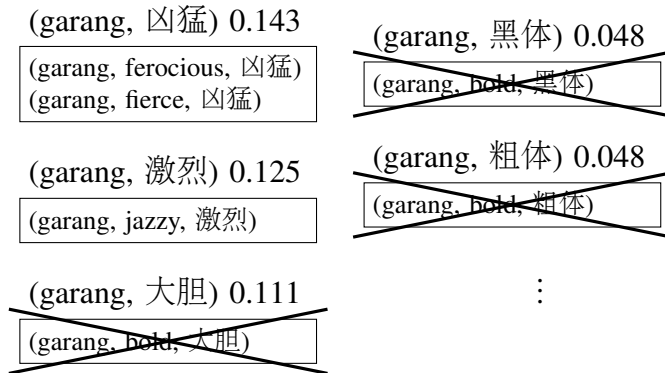 (garang, 凶猛) 0.143
(garang, ferocious, 凶猛)
(garang, fierce, 凶猛)
(garang, 激烈) 0.125
(garang, jazzy, 激烈)
(garang, 大胆) 0.111
(garang, bold, 大胆)
(garang, 黑体) 0.048
(garang, bold, 黑体)
(garang, 粗体) 0.048
(garang, bold, 粗体)
⋮